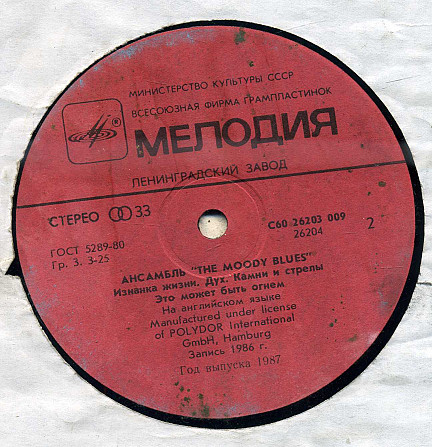 МИНИСТЕРСТВО КУЛЬТУРЫ СССР
ВСЕСОЮЗНАЯ ФИРМА ГРАМПЛАСТИНОК
МЕЛОДИЯ
ЛЕНИНГРАДСКИЙ ЗАВОД
СТЕРЕО 33
С60 26203 009
26204
2
ГОСТ 5289-80
Гр. 3. 3-25
АНСАМБЛЬ "THE MOODY BLUES"
Изнанка жизни. Дух. Камни и стрелы
Это может быть огнем
На английском языке
Manufactured under license
of POLYDOR International
GmbH, Hamburg
Запись 1986 г.
Год выпуска 1987